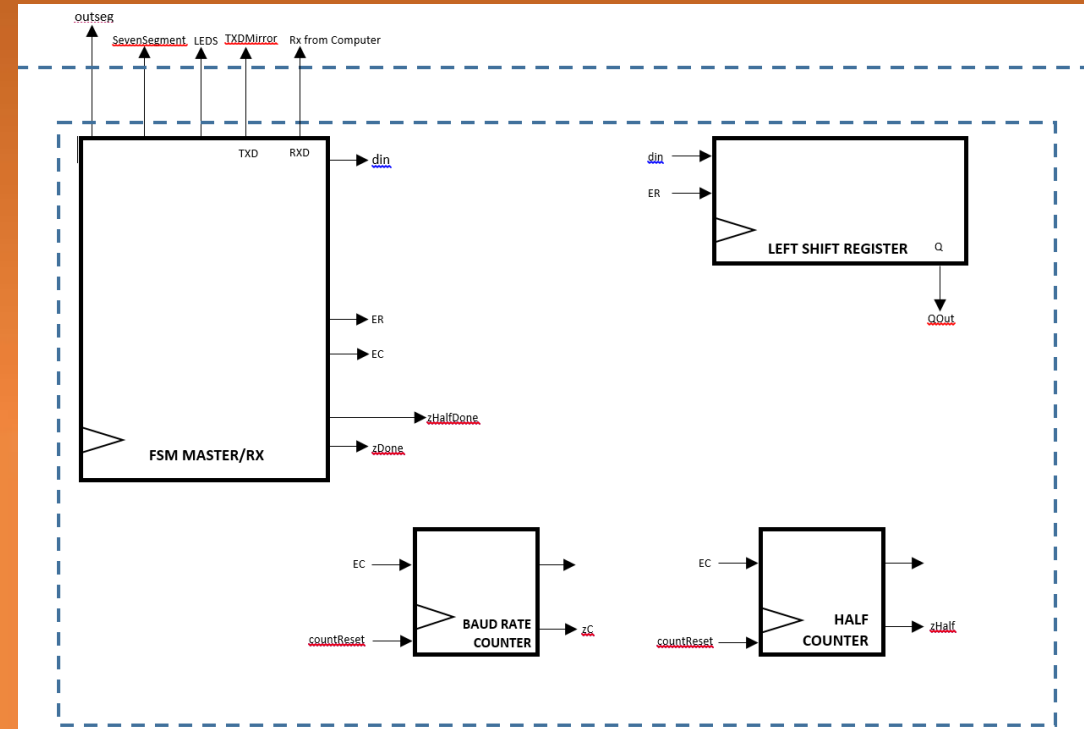 outseg
SevenSegment LEDS TXDMirror Rx from Computer
TXD RXD
din
ER
EC
zHalfDone
zDone
FSM MASTER/RX
din
ER
LEFT SHIFT REGISTER Q
QOut
EC
countReset
BAUD RATE
COUNTER
zC
EC
countReset
HALF
COUNTER
zHalf